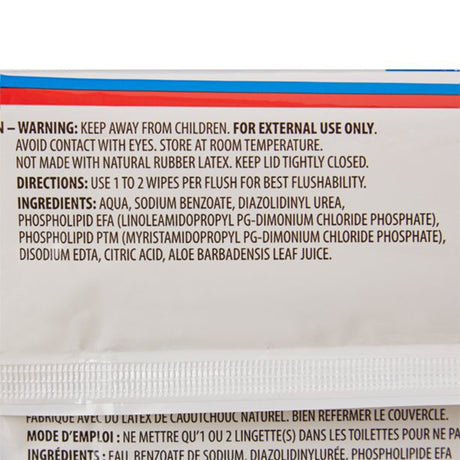 N – WARNING: KEEP AWAY FROM CHILDREN. FOR EXTERNAL USE ONLY.
AVOID CONTACT WITH EYES. STORE AT ROOM TEMPERATURE.
NOT MADE WITH NATURAL RUBBER LATEX. KEEP LID TIGHTLY CLOSED.
DIRECTIONS: USE 1 TO 2 WIPES PER FLUSH FOR BEST FLUSHABILITY.
INGREDIENTS: AQUA, SODIUM BENZOATE, DIAZOLIDINYL UREA,
PHOSPHOLIPID EFA (LINOLEAMIDOPROPYL PG-DIMONIUM CHLORIDE PHOSPHATE),
PHOSPHOLIPID PTM (MYRISTAMIDOPROPYL PG-DIMONIUM CHLORIDE PHOSPHATE),
DISODIUM EDTA, CITRIC ACID, ALOE BARBADENSIS LEAF JUICE.
FABRIQUÉ AVEC DU LATEX DE CAOUTCHOUC NATUREL. BIEN REFERMER LE COUVERCLE.
MODE D'EMPLOI : NE METTRE QU'1 OU 2 LINGETTE(S) DANS LES TOILETTES POUR NE PA
INGRÉDIENTS : EAU, BENZOATE DE SODIUM, DIAZOLIDINYLURÉE, PHOSPHOLIPIDE EFA